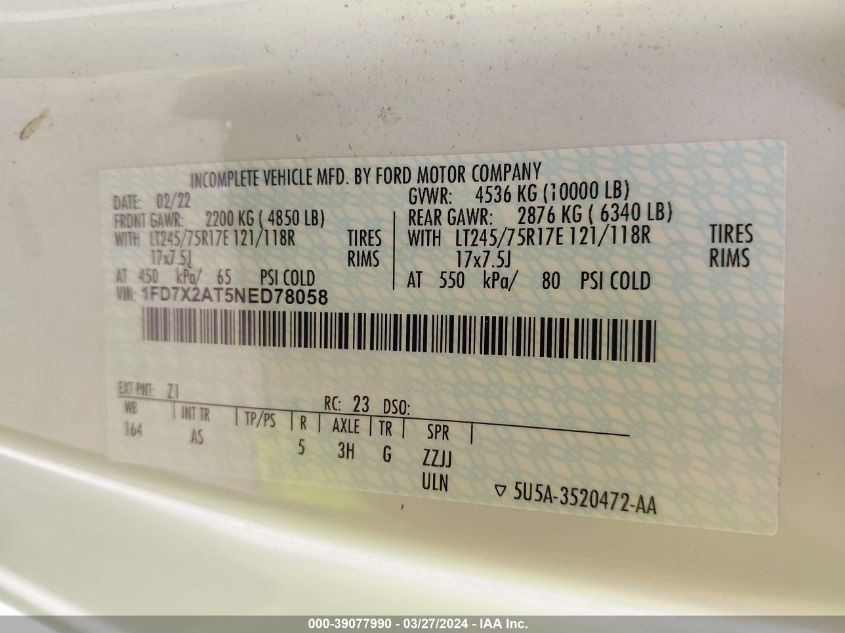 INCOMPLETE VEHICLE MFD. BY FORD MOTOR COMPANY
DATE: 02/22 GVWR: 4536 KG (10000 LB)
FRONT GAWR: 2200 KG ( 4850 LB) REAR GAWR: 2876 KG ( 6340 LB)
WITH LT245/75R17E 121/118R TIRES WITH LT245/75R17E 121/118R TIRES
17x7.5J RIMS 17x7.5J RIMS
AT 450 kPa/ 65 PSI COLD AT 550 kPa/ 80 PSI COLD
VIN: 1FD7X2AT5NED78058
EXT PNT: Z1 RC: 23 DSO:
WB INT TR TP/PS R AXLE TR SPR
164 AS 5 3H G ZZJJ
ULN ▽ 5U5A-3520472-AA
000-39077990 - 03/27/2024 - IAA Inc.